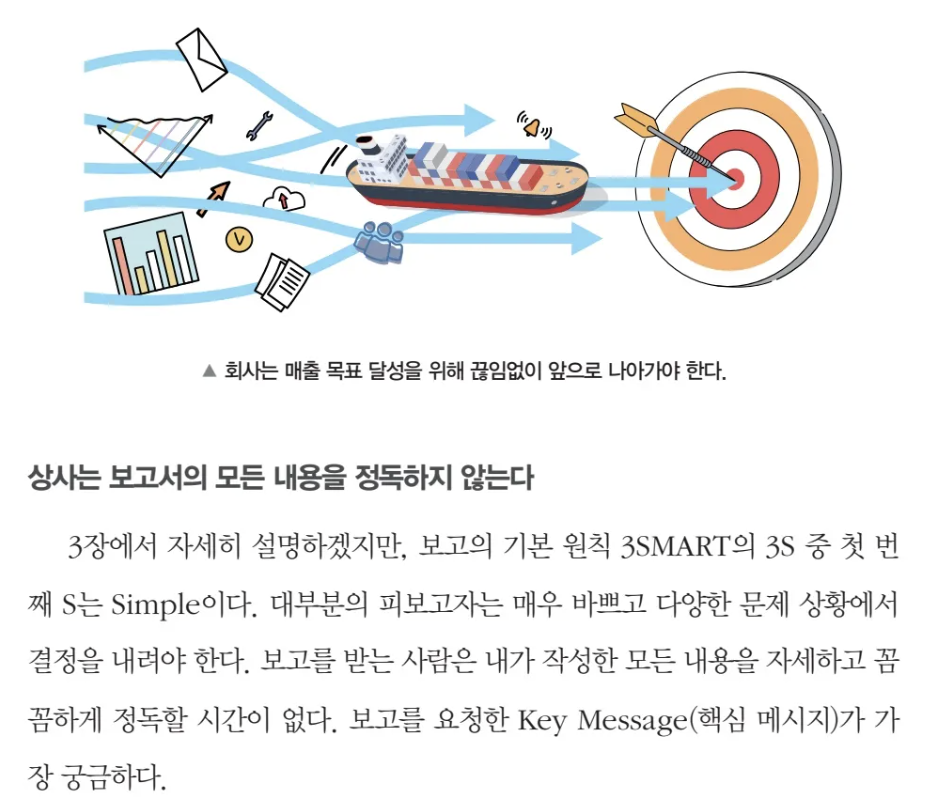 ▲ 회사는 매출 목표 달성을 위해 끊임없이 앞으로 나아가야 한다.
상사는 보고서의 모든 내용을 정독하지 않는다
3장에서 자세히 설명하겠지만, 보고의 기본 원칙 3SMART의 3S 중 첫 번
째 S는 Simple이다. 대부분의 피보고자는 매우 바쁘고 다양한 문제 상황에서
결정을 내려야 한다. 보고를 받는 사람은 내가 작성한 모든 내용을 자세하고 꼼
꼼하게 정독할 시간이 없다. 보고를 요청한 Key Message(핵심 메시지)가 가
장 궁금하다.